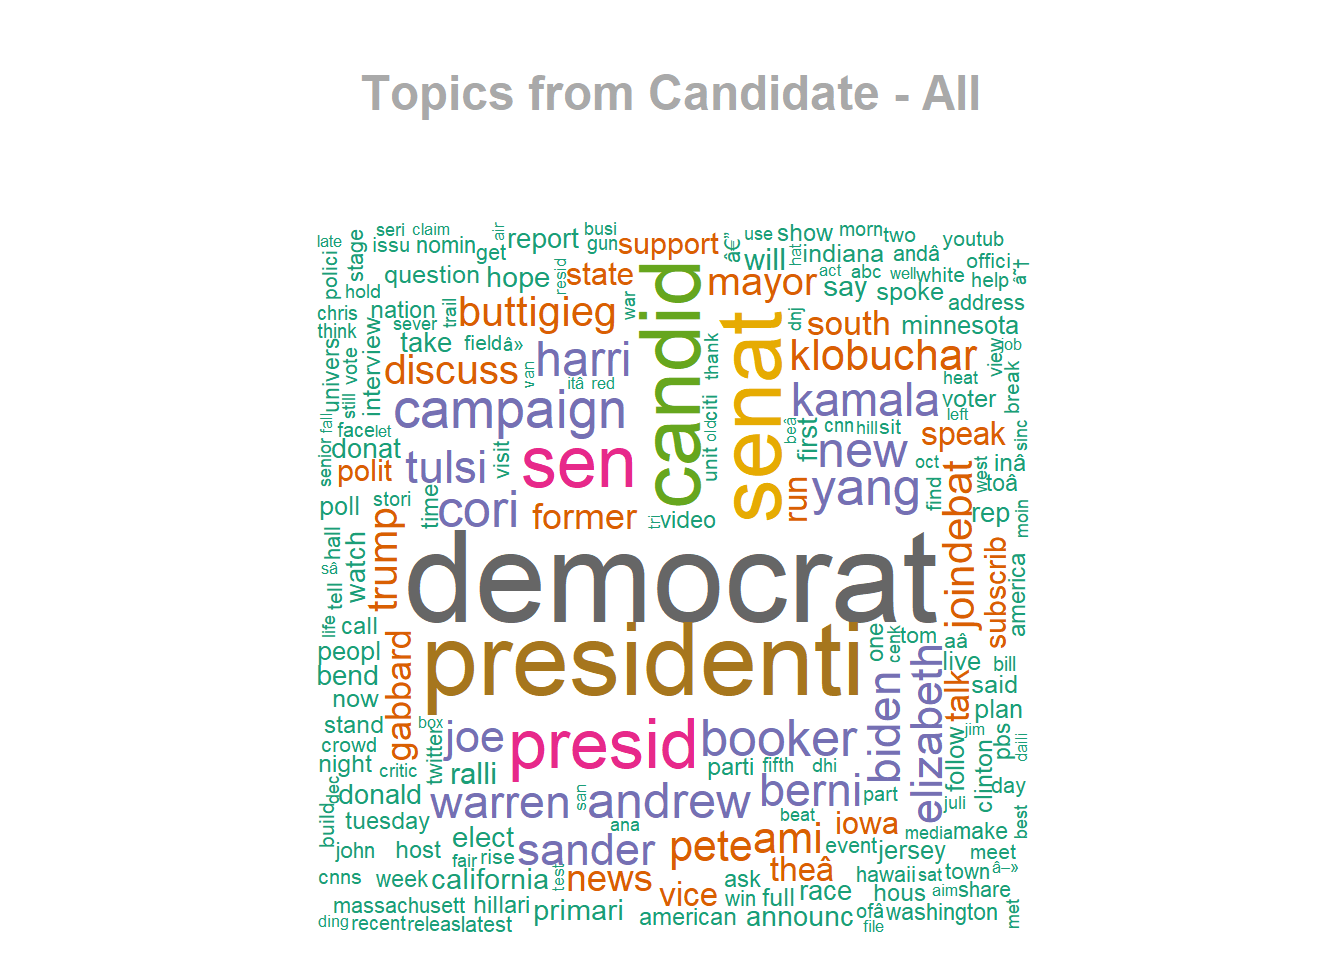 Topics from Candidate - All
late
seri
claim
air
busi
use
show
morn
two
youtub
polici
stage
issu
nomin
get
report
gun
support
â€”
will
hat
indiana
andâ
offici
â˜†
question
hope
resid
state
mayor
act
abc
well
white
help
say
spoke
address
hold
chris
nation
trail
buttigieg
war
candid
senat
dnj
south
minnesota
think
sever
univers
vote
interview
take
field
â»
harri
thank
klobuchar
view
job
break
discuss
van
itâ
red
kamala
heat
voter
still
fall
let
face
campaign
old
citi
beâ
first
cnn
hill
sit
left
speak
sinc
senior
donat
polit
tulsi
visit
sen
unit
new
oct
west
inâ
toâ
poll
stori
time
cori
former
tri
video
run
yang
find
joindebat
rep
moin
hall
sâ
watch
trump
democrat
subscrib
america
tell
life
call
peopl
gabbard
presidenti
one
cenk
tom
aâ
live
bill
bend
now
biden
elizabeth
talk
said
stand
box
joe
presid
booker
plan
crowd
night
critic
twitter
ralli
parti
fifth
dhi
follow
clinton
jim
pbs
daili
build
dec
donald
warren
san
andrew
berni
part
juli
day
best
tuesday
ana
beat
iowa
media
make
john
host
elect
fair
rise
sander
pete
ami
event
jersey
meet
cnns
week
california
test
news
theâ
hawaii
sat
town
â–»
vice
ask
win
full
race
hous
aim
share
massachusett
hillari
primari
american
announc
ofâ
washington
met
ding
recent
releas
latest
file